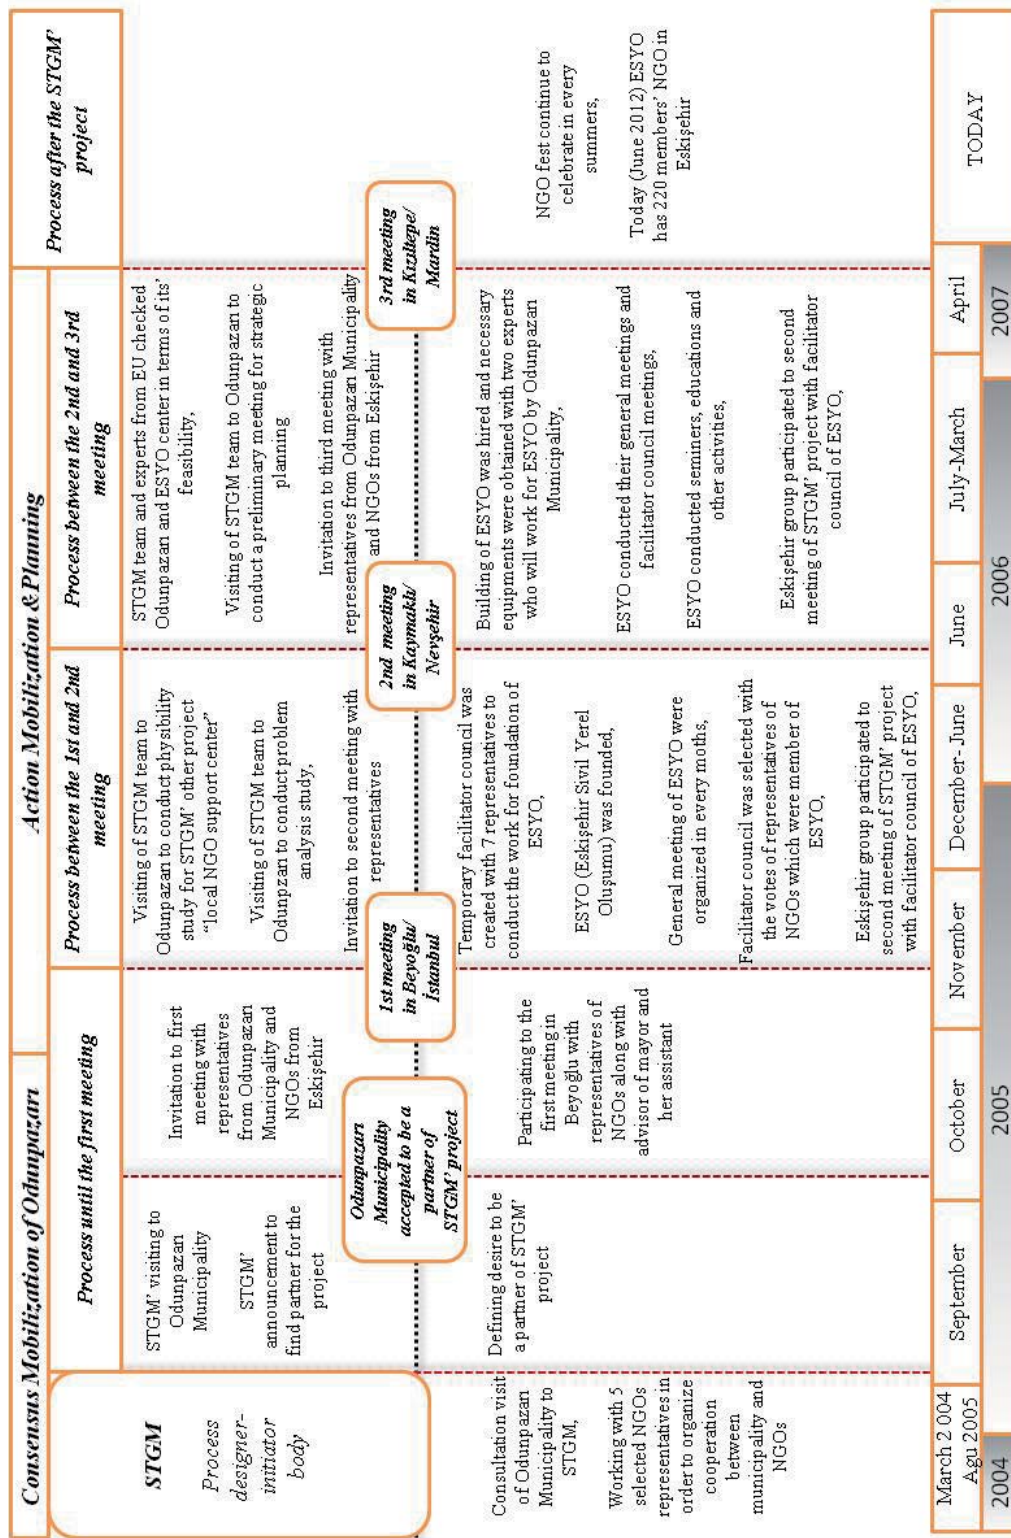 Consensus Mobilization of Odunpazarı
Action Mobilization & Planning
Process until the first meeting
Process between the 1st and 2nd
meeting
Process between the 2nd and 3rd
meeting
Process after the STGM'
project
STGM
Process
designer-
initiator
body
STGM' visiting to
Odunpazarı
Municipality
STGM'
announcement to
find partner for the
project
Invitation to first
meeting with
representatives
from Odunpazarı
Municipality and
NGOs from
Eskişehir
Visiting of STGM team to
Odunpazarı to conduct physibility
study for STGM' other project
"local NGO support center"
Visiting of STGM team to
Odunpzarı to conduct problem
analysis study,
Invitation to second meeting with
representatives
STGM team and experts from EU checked
Odunpazarı and ESYO center in terms of its'
feasibility,
Visiting of STGM team to Odunpazarı to
conduct a preliminary meeting for strategic
planning
Invitation to third meeting with
representatives from Odunpazarı Municipality
and NGOs from Eskişehir
Odunpazarı
Municipality
accepted to be a
partner of
STGM' project
1st meeting
in Beyoğlu/
İstanbul
2nd meeting
in Kaymaklı/
Nevşehir
3rd meeting
in Kızıltepe/
Mardin
Consultation visit
of Odunpazarı
Municipality to
STGM,
Working with 5
selected NGOs
representatives in
order to organize
cooperation
between
municipality and
NGOs
Defining desire to be
a partner of STGM'
project
Participating to the
first meeting in
Beyoğlu with
representatives of
NGOs along with
advisor of mayor and
her assistant
Temporary facilitator council was
created with 7 representatives to
conduct the work for foundation of
ESYO,
ESYO (Eskişehir Sivil Yerel
Oluşumu) was founded,
General meeting of ESYO were
organized in every moths,
Facilitator council was selected with
the votes of representatives of
NGOs which were member of
ESYO,
Eskişehir group participated to
second meeting of STGM' project
with facilitator council of ESYO,
Building of ESYO was hired and necessary
equipments were obtained with two experts
who will work for ESYO by Odunpazarı
Municipality,
ESYO conducted their general meetings and
facilitator council meetings,
ESYO conducted seminers, educations and
other activities,
Eskişehir group participated to second
meeting of STGM' project with facilitator
council of ESYO,
NGO fest continue to
celebrate in every
summers,
Today (June 2012) ESYO
has 220 members' NGO in
Eskişehir
March 2 004
Agu 2005
September
October
November
December- June
June
July-March
April
TODAY
2004
2005
2006
2007